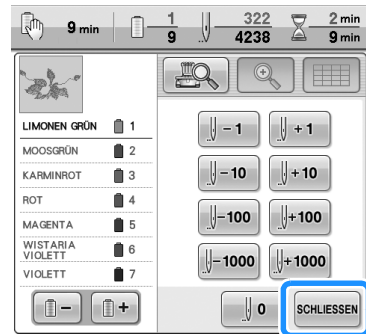 9 min 1 322 2 min
9 4238 9 min
LIMONEN GRÜN 1
MOOSGRÜN 2
KARMINROT 3
ROT 4
MAGENTA 5
WISTARIA
VIOLETT 6
VIOLETT 7
− +
−1 +1
−10 +10
−100 +100
−1000 +1000
0 SCHLIESSEN